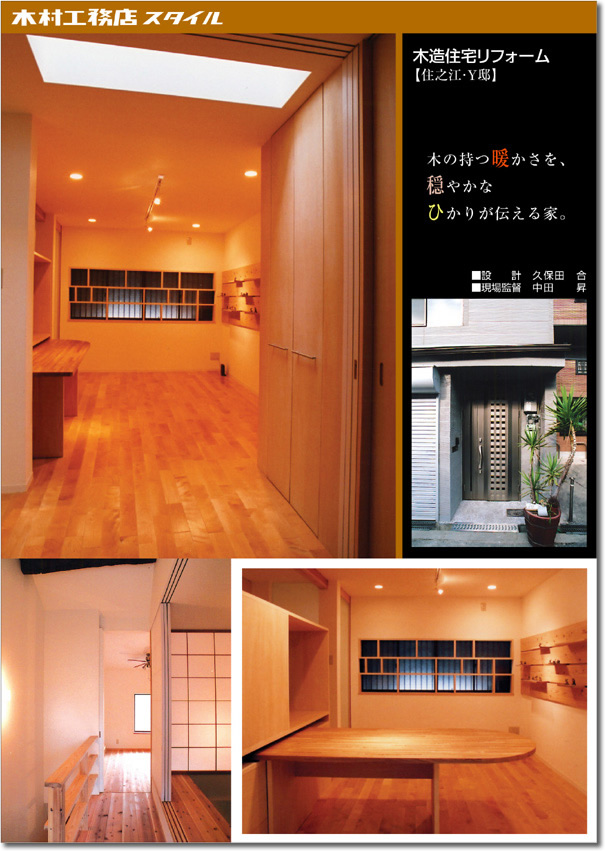 木村工務店 スタイル
木造住宅リフォーム
【住之江・Y邸】
木の持つ暖かさを、
穏やかな
ひかりが伝える家。
■設 計 久保田 合
■現場監督 中田 昇